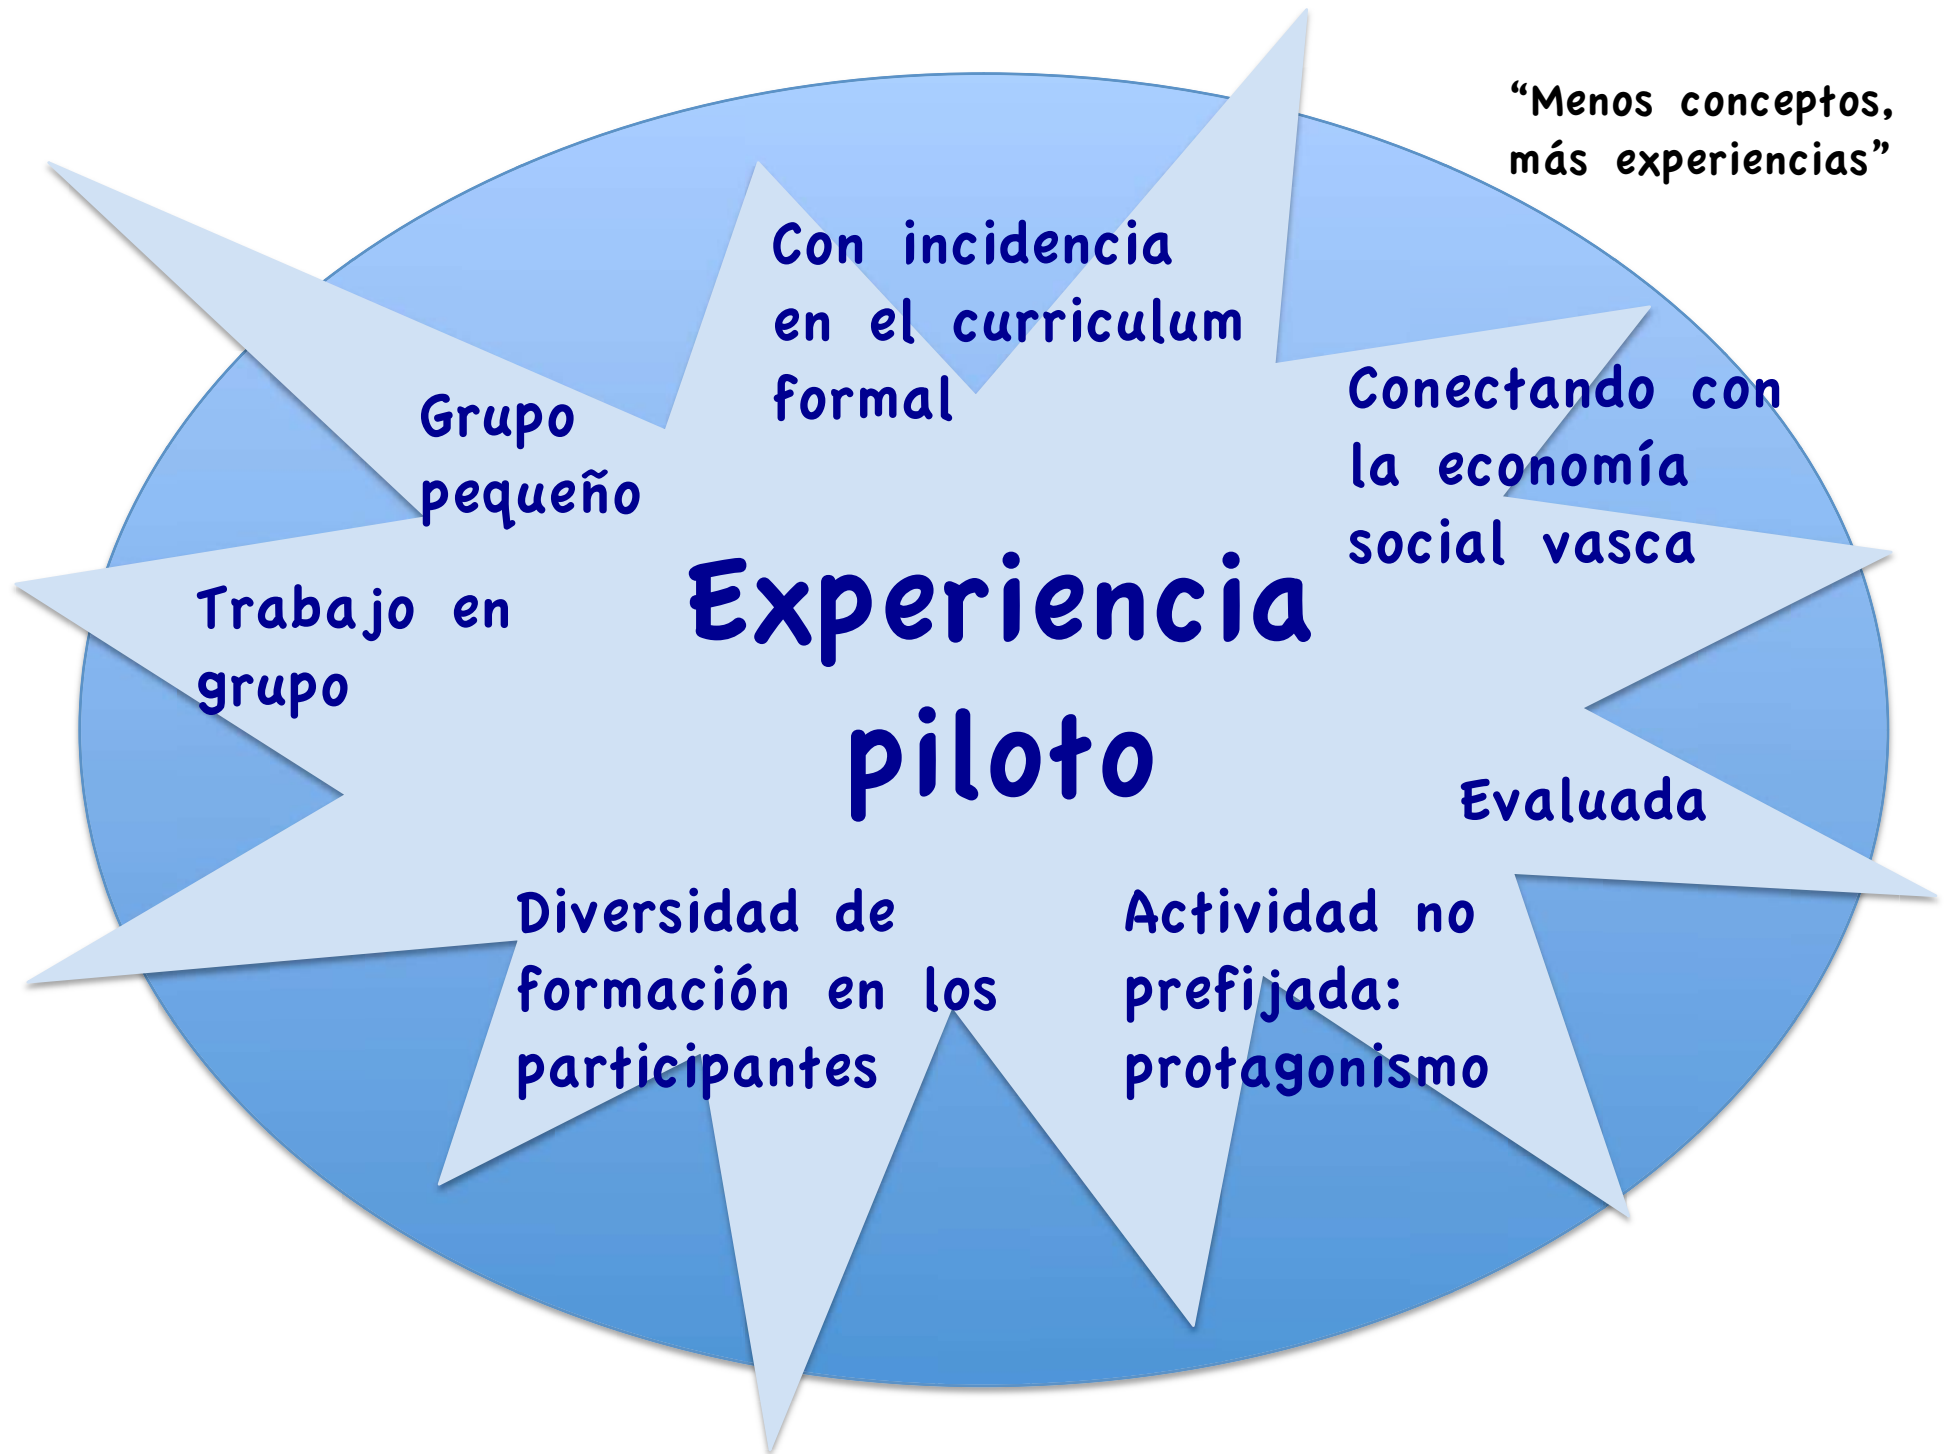 “Menos conceptos,
más experiencias”
Con incidencia
en el curriculum
formal
Grupo
pequeño
Conectando con
la economía
social vasca
Trabajo en
grupo
Experiencia
piloto
Evaluada
Diversidad de
formación en los
participantes
Actividad no
prefijada:
protagonismo